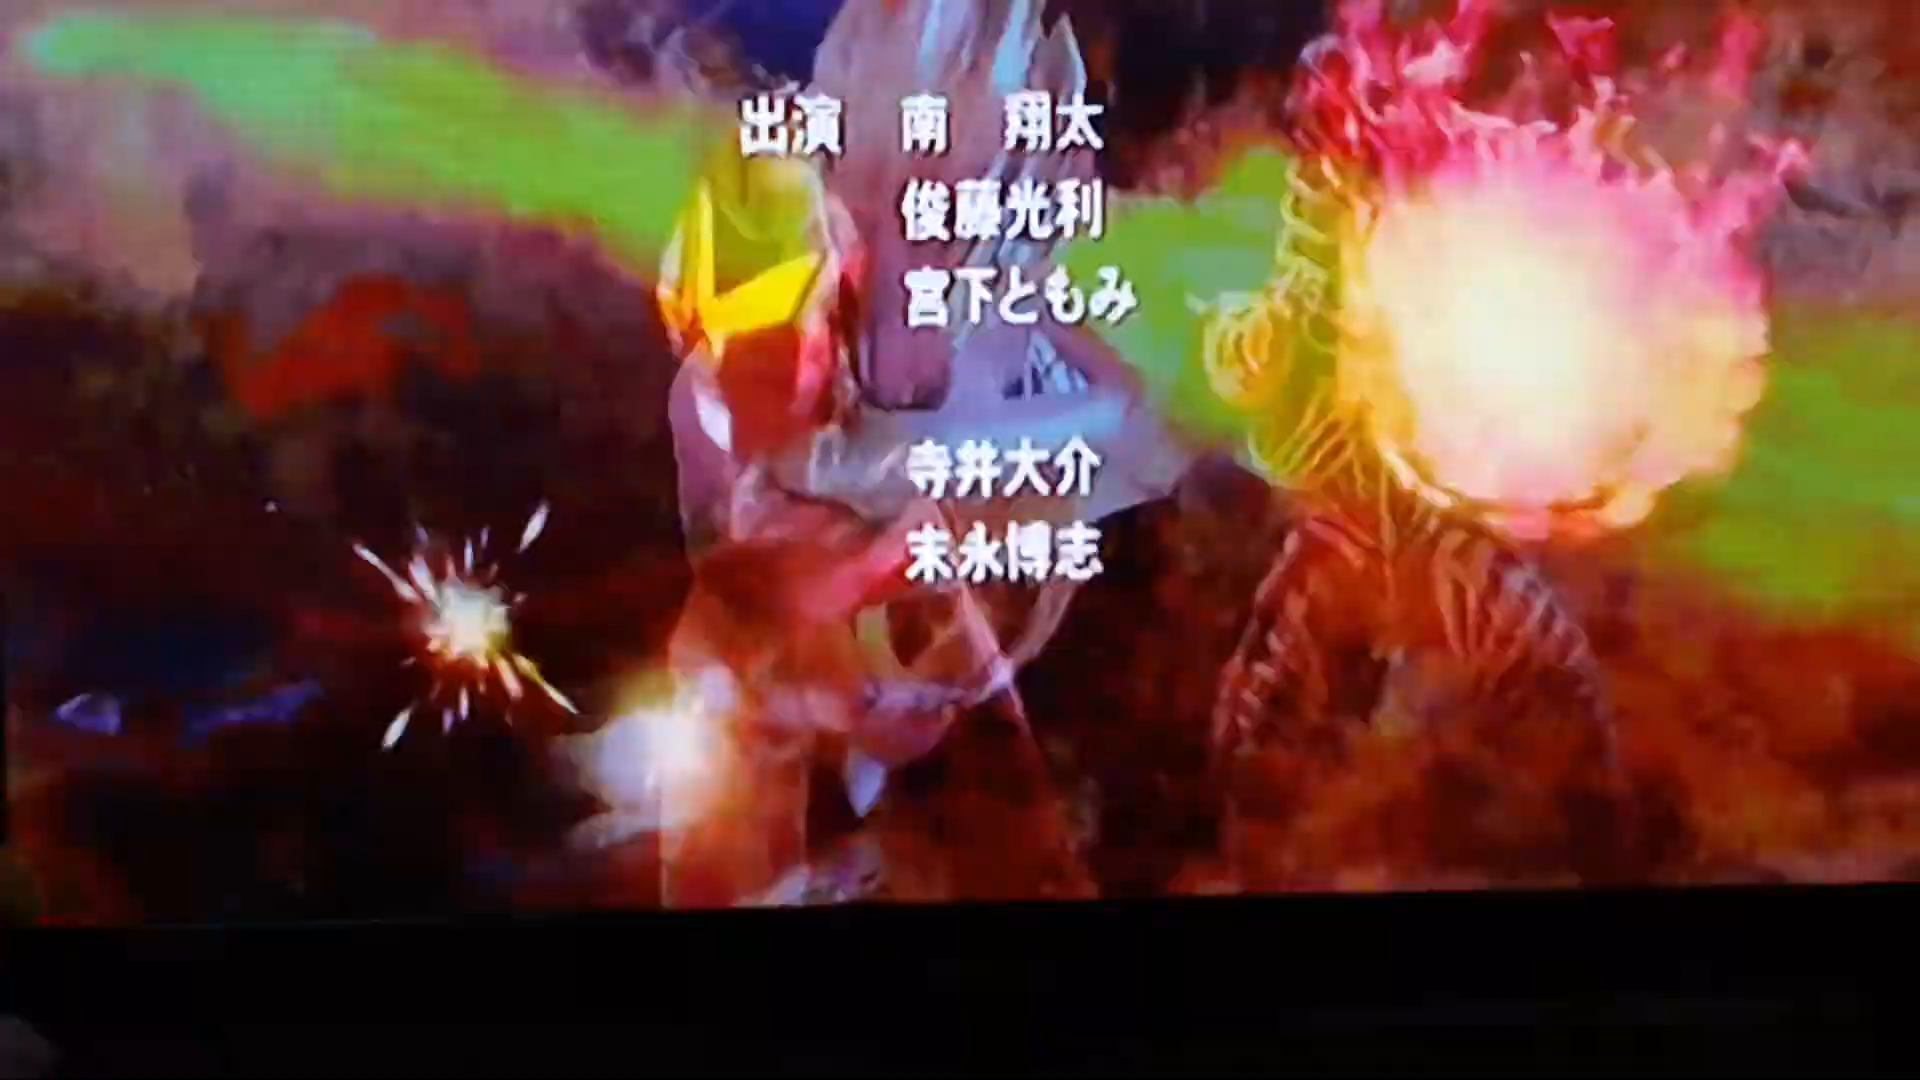 出演　南　翔太
俊藤光利
宮下ともみ
寺井大介
末永博志